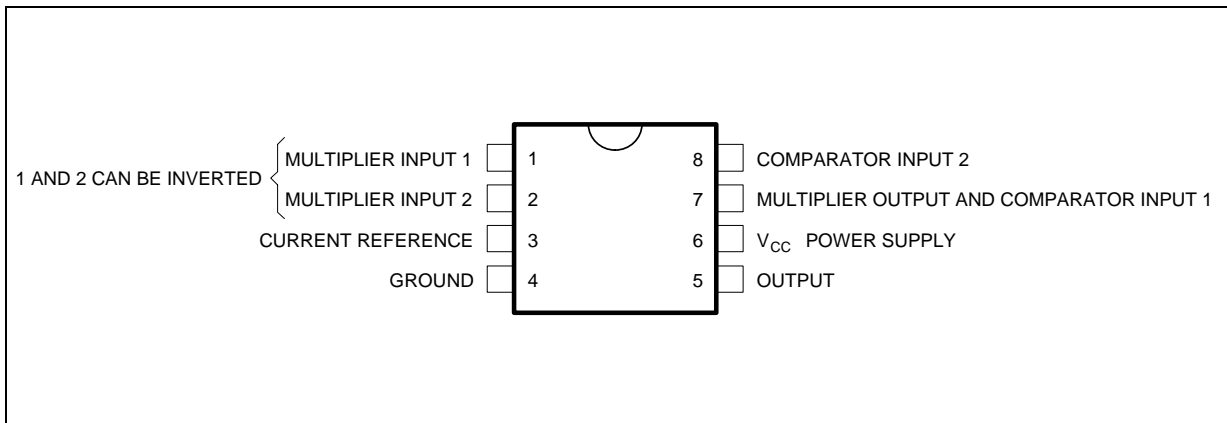 1 AND 2 CAN BE INVERTED
MULTIPLIER INPUT 1
MULTIPLIER INPUT 2
CURRENT REFERENCE
GROUND
1
2
3
4
8
7
6
5
COMPARATOR INPUT 2
MULTIPLIER OUTPUT AND COMPARATOR INPUT 1
VCC POWER SUPPLY
OUTPUT